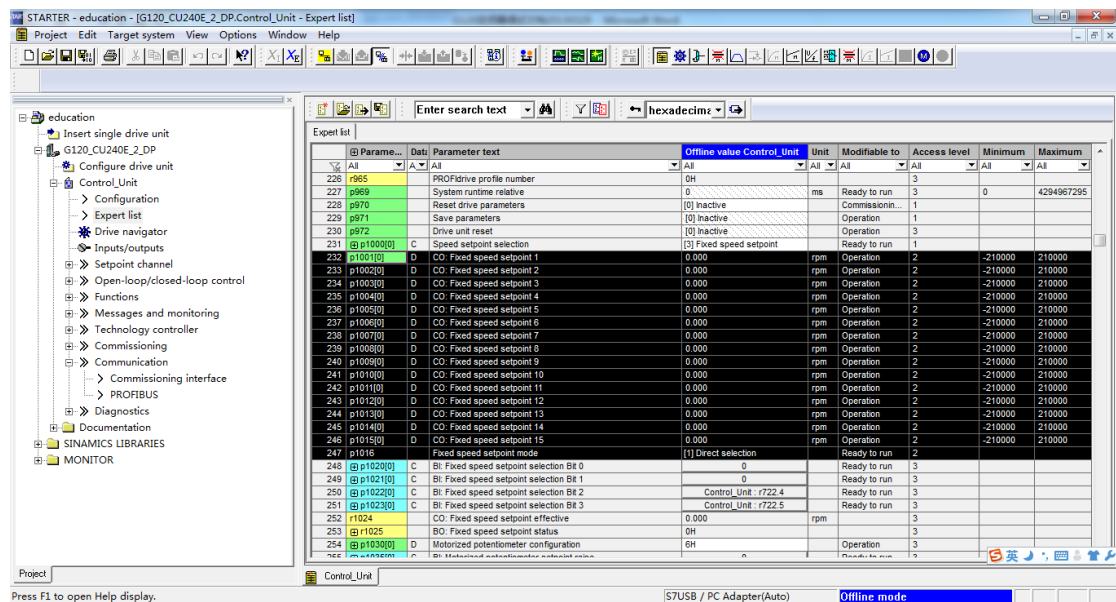 STARTER - education - [G120_CU240E_2_DP.Control_Unit - Expert list]
Project Edit Target system View Options Window Help
Enter search text
hexadecima
education
Insert single drive unit
G120_CU240E_2_DP
Configure drive unit
Control_Unit
Configuration
Expert list
Drive navigator
Inputs/outputs
Setpoint channel
Open-loop/closed-loop control
Functions
Messages and monitoring
Technology controller
Commissioning
Communication
Commissioning interface
PROFIBUS
Diagnostics
Documentation
SINAMICS LIBRARIES
MONITOR
Project
Expert list
Parame... Data Parameter text Offline value Control_Unit Unit Modifiable to Access level Minimum Maximum
All A All All All All All All All
226 r965 PROFIdrive profile number 0H 3
227 p969 System runtime relative 0 ms Ready to run 3 0 4294967295
228 p970 Reset drive parameters [0] Inactive Commissionin... 1
229 p971 Save parameters [0] Inactive Operation 1
230 p972 Drive unit reset [0] Inactive Operation 3
231 p1000[0] C Speed setpoint selection [3] Fixed speed setpoint Ready to run 1
232 p1001[0] D CO: Fixed speed setpoint 1 0.000 rpm Operation 2 -210000 210000
233 p1002[0] D CO: Fixed speed setpoint 2 0.000 rpm Operation 2 -210000 210000
234 p1003[0] D CO: Fixed speed setpoint 3 0.000 rpm Operation 2 -210000 210000
235 p1004[0] D CO: Fixed speed setpoint 4 0.000 rpm Operation 2 -210000 210000
236 p1005[0] D CO: Fixed speed setpoint 5 0.000 rpm Operation 2 -210000 210000
237 p1006[0] D CO: Fixed speed setpoint 6 0.000 rpm Operation 2 -210000 210000
238 p1007[0] D CO: Fixed speed setpoint 7 0.000 rpm Operation 2 -210000 210000
239 p1008[0] D CO: Fixed speed setpoint 8 0.000 rpm Operation 2 -210000 210000
240 p1009[0] D CO: Fixed speed setpoint 9 0.000 rpm Operation 2 -210000 210000
241 p1010[0] D CO: Fixed speed setpoint 10 0.000 rpm Operation 2 -210000 210000
242 p1011[0] D CO: Fixed speed setpoint 11 0.000 rpm Operation 2 -210000 210000
243 p1012[0] D CO: Fixed speed setpoint 12 0.000 rpm Operation 2 -210000 210000
244 p1013[0] D CO: Fixed speed setpoint 13 0.000 rpm Operation 2 -210000 210000
245 p1014[0] D CO: Fixed speed setpoint 14 0.000 rpm Operation 2 -210000 210000
246 p1015[0] D CO: Fixed speed setpoint 15 0.000 rpm Operation 2 -210000 210000
247 p1016 Fixed speed setpoint mode [1] Direct selection Ready to run 2
248 p1020[0] C BI: Fixed speed setpoint selection Bit 0 0 Ready to run 3
249 p1021[0] C BI: Fixed speed setpoint selection Bit 1 0 Ready to run 3
250 p1022[0] C BI: Fixed speed setpoint selection Bit 2 Control_Unit : r722.4 Ready to run 3
251 p1023[0] C BI: Fixed speed setpoint selection Bit 3 Control_Unit : r722.5 Ready to run 3
252 r1024 CO: Fixed speed setpoint effective 0.000 rpm 3
253 r1025 BO: Fixed speed setpoint status 0H 3
254 p1030[0] D Motorized potentiometer configuration 6H Operation 3
英
Control_Unit
Press F1 to open Help display.
S7USB / PC Adapter(Auto)
Offline mode